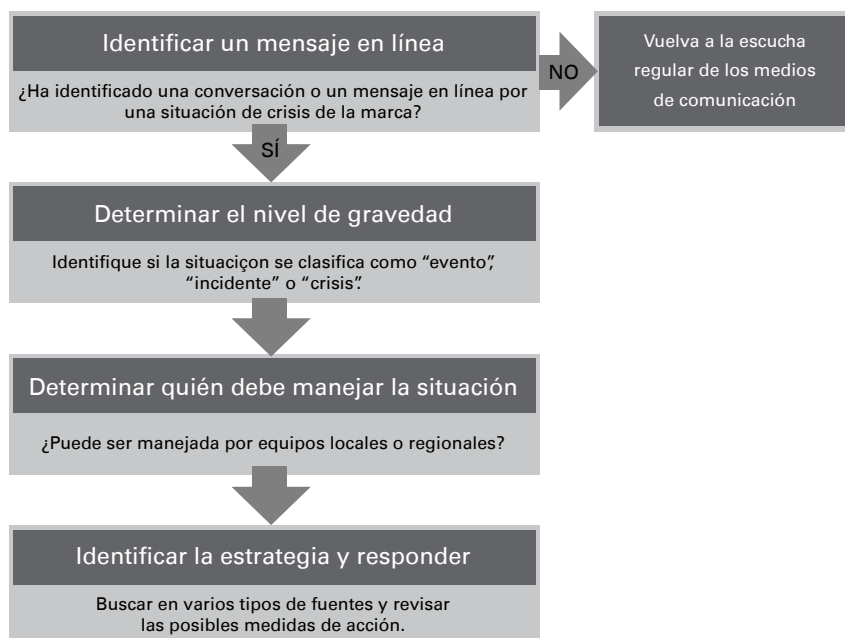 Identificar un mensaje en línea
¿Ha identificado una conversación o un mensaje en línea por
una situación de crisis de la marca?
NO
Vuelva a la escucha
regular de los medios
de comunicación
SÍ
Determinar el nivel de gravedad
Identifique si la situaciçon se clasifica como “evento”,
“incidente” o “crisis”.
Determinar quién debe manejar la situación
¿Puede ser manejada por equipos locales o regionales?
Identificar la estrategia y responder
Buscar en varios tipos de fuentes y revisar
las posibles medidas de acción.